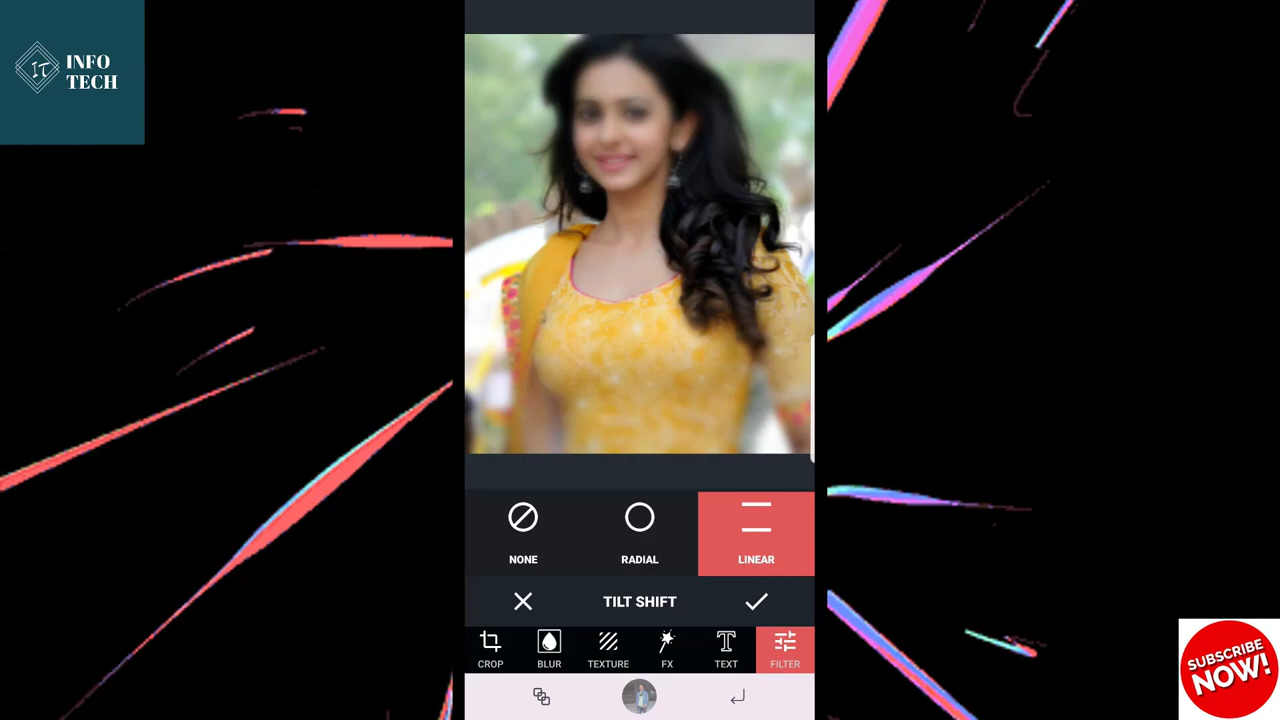 INFO
TECH
NONE
RADIAL
LINEAR
TILT SHIFT
CROP
BLUR
TEXTURE
FX
TEXT
FILTER
SUBSCRIBE
NOW!